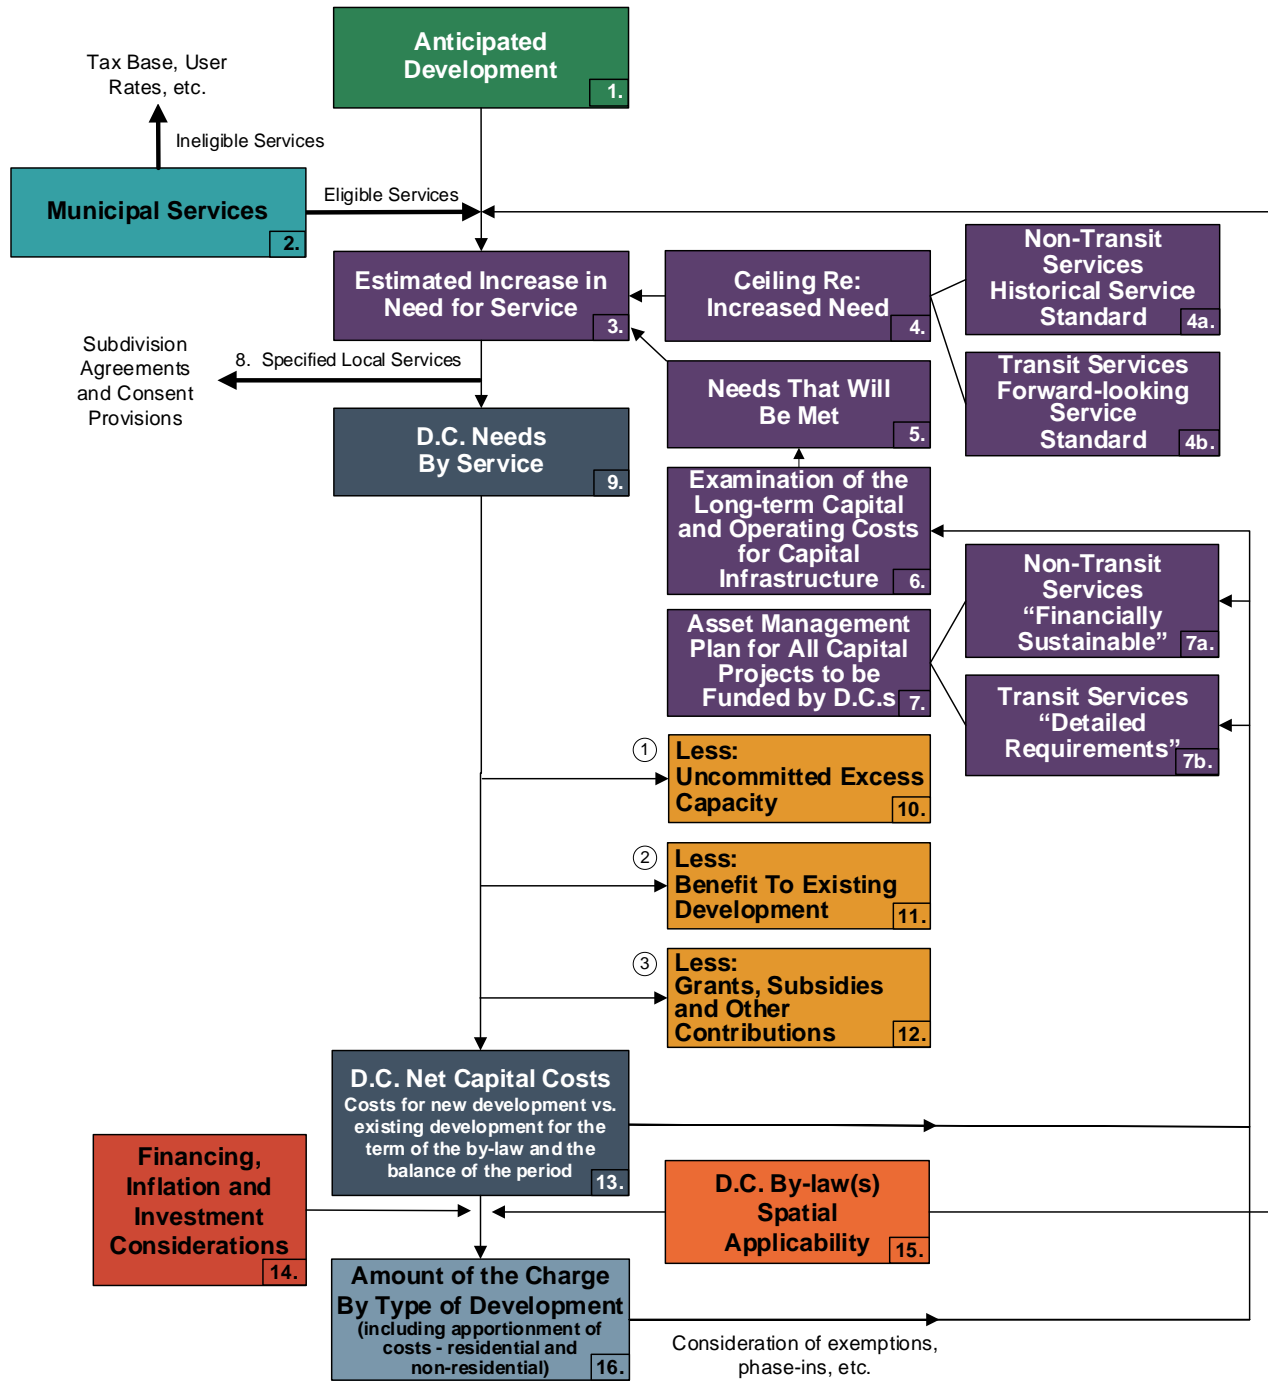 Anticipated
Development
1.
Tax Base, User
Rates, etc.
Ineligible Services
Municipal Services
2.
Eligible Services
Estimated Increase in
Need for Service
3.
Ceiling Re:
Increased Need
4.
Non-Transit
Services
Historical Service
Standard
4a.
Transit Services
Forward-looking
Service
Standard
4b.
8. Specified Local Services
Subdivision
Agreements
and Consent
Provisions
Needs That Will
Be Met
5.
D.C. Needs
By Service
9.
Examination of the
Long-term Capital
and Operating Costs
for Capital
Infrastructure
6.
Non-Transit
Services
“Financially
Sustainable”
7a.
Asset Management
Plan for All Capital
Projects to be
Funded by D.C.s
7.
Transit Services
“Detailed
Requirements”
7b.
1
Less:
Uncommitted Excess
Capacity
10.
2
Less:
Benefit To Existing
Development
11.
3
Less:
Grants, Subsidies
and Other
Contributions
12.
D.C. Net Capital Costs
Costs for new development vs.
existing development for the
term of the by-law and the
balance of the period
13.
Financing,
Inflation and
Investment
Considerations
14.
D.C. By-law(s)
Spatial
Applicability
15.
Amount of the Charge
By Type of Development
(including apportionment of
costs - residential and
non-residential)
16.
Consideration of exemptions,
phase-ins, etc.